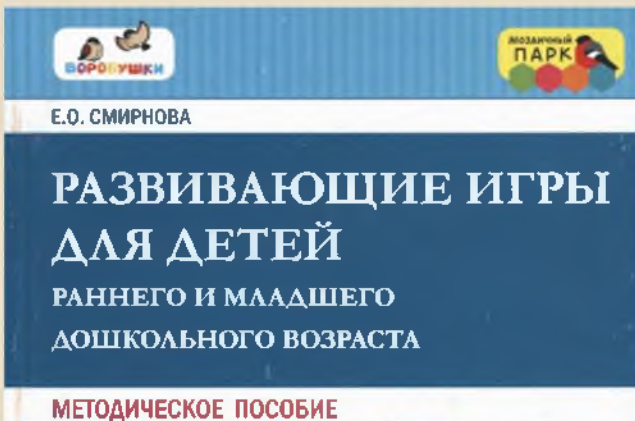 ВОРОБУШКИ
МОЗАИЧНЫЙ
ПАРК
Е.О. СМИРНОВА
РАЗВИВАЮЩИЕ ИГРЫ
ДЛЯ ДЕТЕЙ
РАННЕГО И МЛАДШЕГО
ДОШКОЛЬНОГО ВОЗРАСТА
МЕТОДИЧЕСКОЕ ПОСОБИЕ